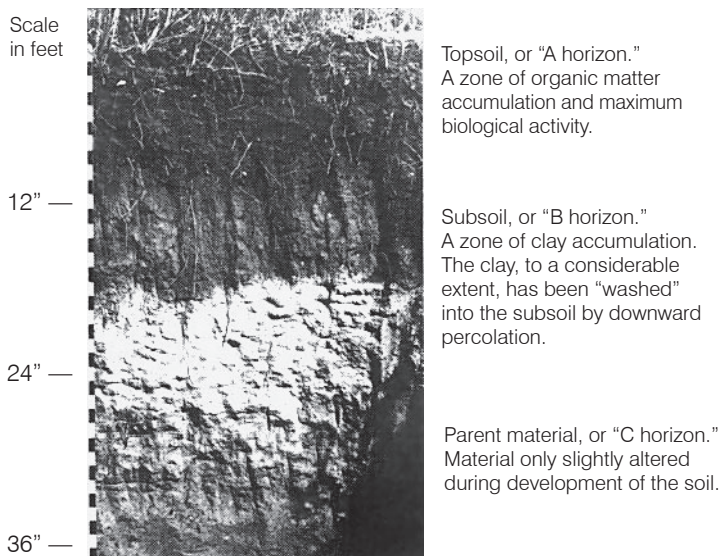 Scale
in feet
Topsoil, or “A horizon.”
A zone of organic matter
accumulation and maximum
biological activity.
12” —
Subsoil, or “B horizon.”
A zone of clay accumulation.
The clay, to a considerable
extent, has been “washed”
into the subsoil by downward
percolation.
24” —
Parent material, or “C horizon.”
Material only slightly altered
during development of the soil.
36” —